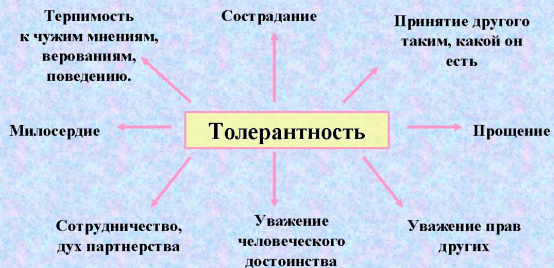 Терпимость
к чужим мнениям,
верованиям,
поведению.
Сострадание
Принятие другого
таким, какой он
есть
Милосердие
Толерантность
Прощение
Сотрудничество,
дух партнерства
Уважение
человеческого
достоинства
Уважение прав
других